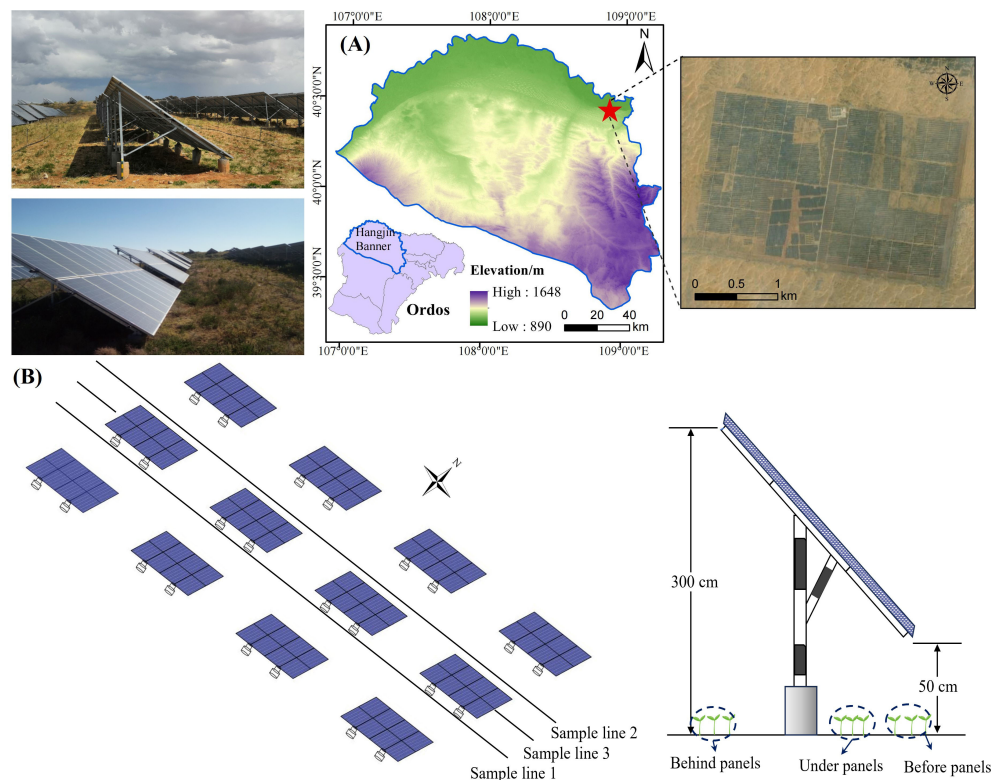 (A)
107°0'0"E
108°0'0"E
109°0'0"E
N
40°30'0"N
40°0'0"N
39°30'0"N
Hangjin
Banner
Ordos
Elevation/m
High : 1648
Low : 890
0 20 40
km
107°0'0"E
108°0'0"E
109°0'0"E
N
W E
S
0 0.5 1
km
(B)
N
Sample line 2
Sample line 3
Sample line 1
300 cm
50 cm
Behind panels
Under panels
Before panels